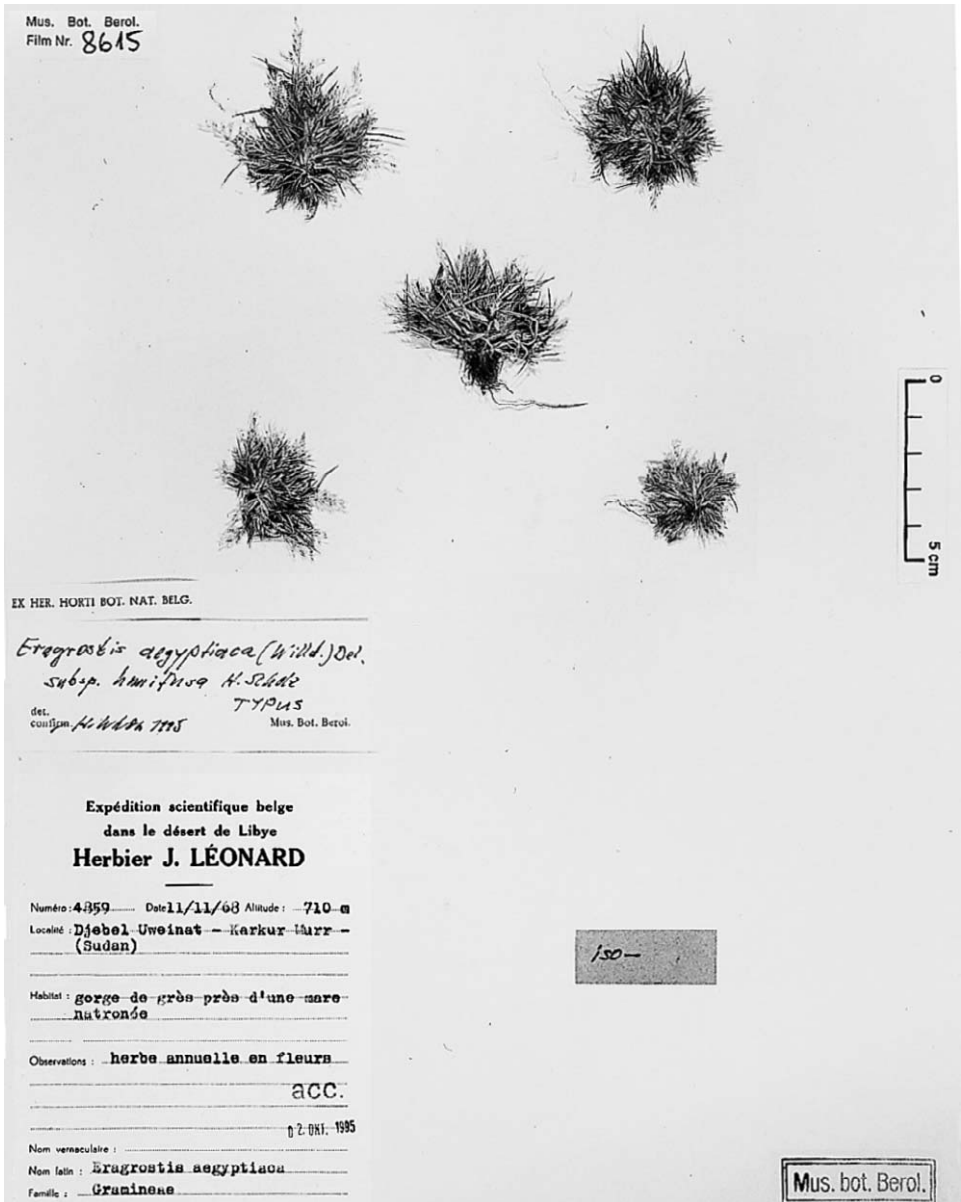 Mus. Bot. Berol.
Film Nr. 8615
0
5 cm
EX HER. HORTI BOT. NAT. BELG.
Eragrostis aegyptiaca (Willd.) Del.
subsp. humifusa H. Scholz
TYPUS
det.
confirm. 1995 Mus. Bot. Berol.
Expédition scientifique belge
dans le désert de Libye
Herbier J. LÉONARD
Numéro : 4859 Date 11/11/68 Altitude : 710 m
Localité : Djebel Uweinat - Karkur Murr -
(Sudan)
iso-
Habitat : gorge de grès près d'une mare
natronée
Observations : herbe annuelle en fleurs
acc.
02. OKT. 1995
Nom vernaculaire :
Nom latin : Eragrostis aegyptiaca
Famille : Gramineae
Mus. bot. Berol.